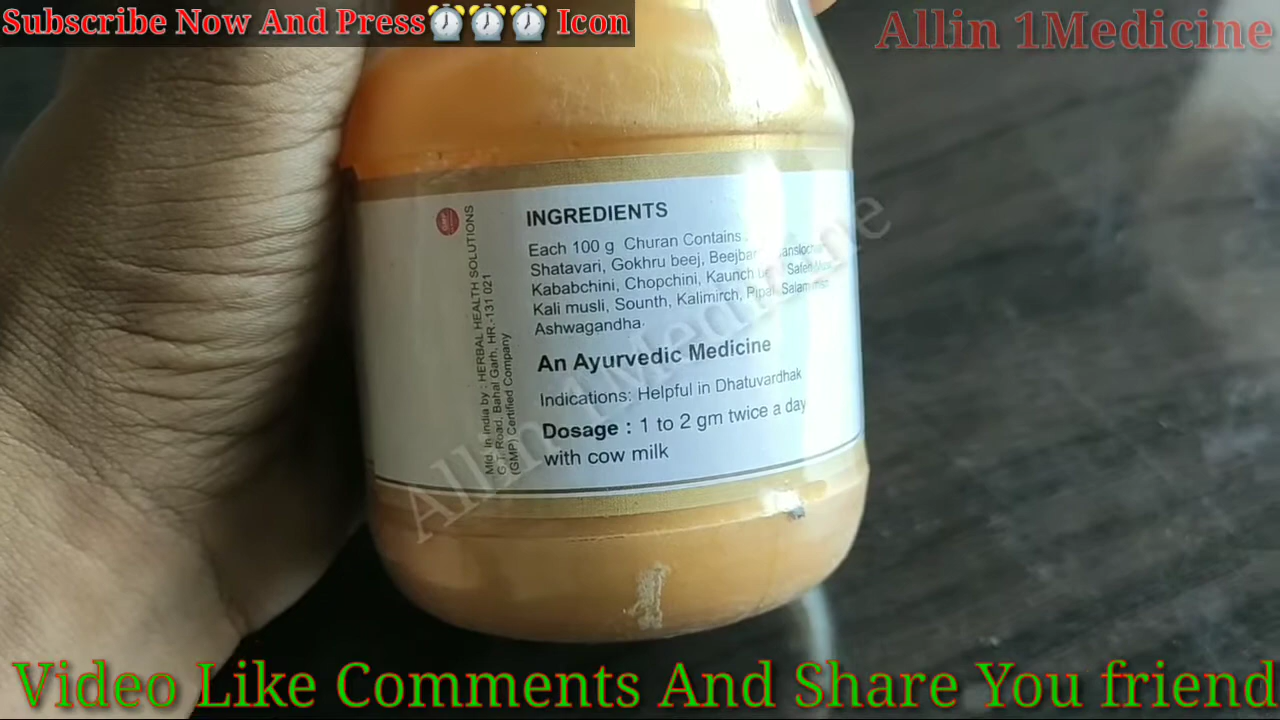 Subscribe Now And Press⏰⏰⏰ Icon
Allin 1Medicine
INGREDIENTS
Each 100 g Churan Contains
Shatavari, Gokhru beej,
Kababchini, Chopchini, Kaunch
Kali musli, Sounth, Kalimirch,
Ashwagandha
An Ayurvedic Medicine
Indications: Helpful in Dhatuvardhak
Dosage : 1 to 2 gm twice a day
with cow milk
Mfd. In India by : HERBAL HEALTH SOLUTIONS
G.T. Road, Bahal Garh, HR.-131 021
(GMP) Certified Company
Allin 1Medicine
Video Like Comments And Share You friend